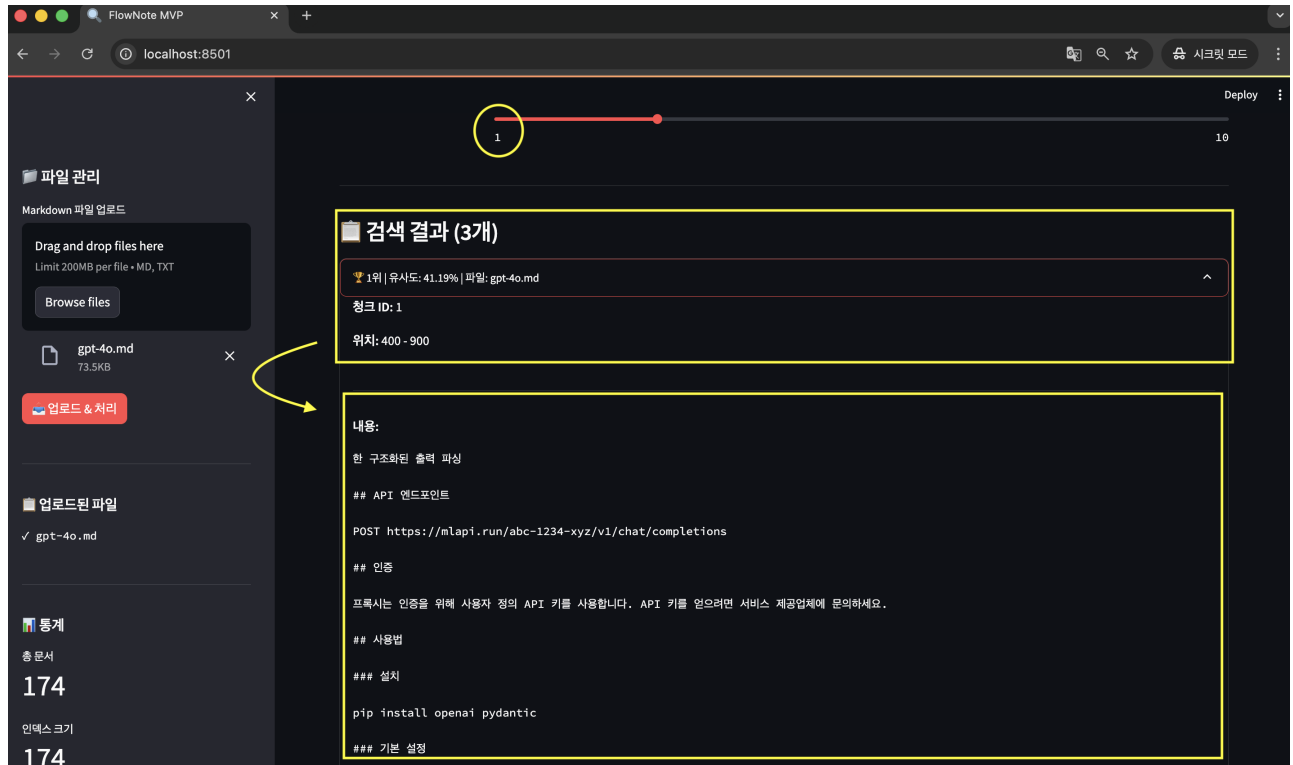 FlowNote MVP
localhost:8501
시크릿 모드
Deploy
1
10
파일 관리
Markdown 파일 업로드
Drag and drop files here
Limit 200MB per file • MD, TXT
Browse files
gpt-4o.md
73.5KB
업로드 & 처리
업로드된 파일
✓ gpt-4o.md
통계
총 문서
174
인덱스 크기
174
검색 결과 (3개)
1위 | 유사도: 41.19% | 파일: gpt-4o.md
청크 ID: 1
위치: 400 - 900
내용:
한 구조화된 출력 파싱
## API 엔드포인트
POST https://mlapi.run/abc-1234-xyz/v1/chat/completions
## 인증
프록시는 인증을 위해 사용자 정의 API 키를 사용합니다. API 키를 얻으려면 서비스 제공업체에 문의하세요.
## 사용법
### 설치
pip install openai pydantic
### 기본 설정